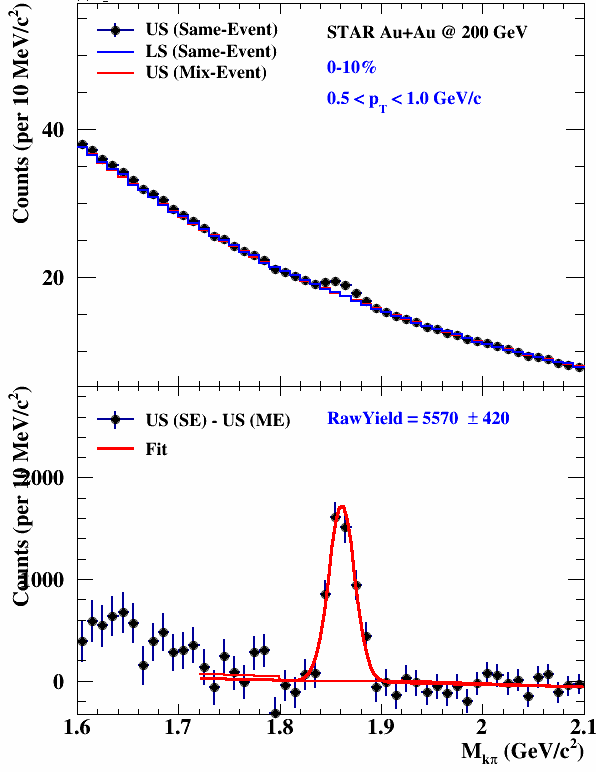 US (Same-Event)
LS (Same-Event)
US (Mix-Event)
STAR Au+Au @ 200 GeV
0-10%
0.5 < p_T < 1.0 GeV/c
Counts (per 10 MeV/c²)
40
20
US (SE) - US (ME)
Fit
RawYield = 5570 ± 420
Counts (per 10 MeV/c²)
2000
1000
0
1.6 1.7 1.8 1.9 2 2.1
M_kπ (GeV/c²)